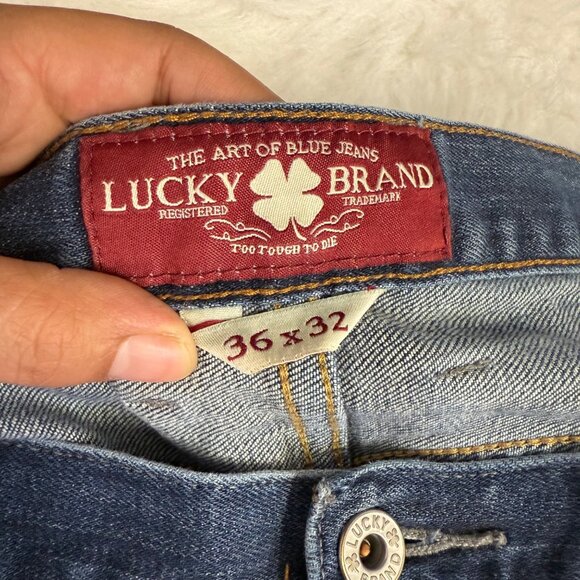 THE ART OF BLUE JEANS
LUCKY BRAND
REGISTERED TRADEMARK
TOO TOUGH TO DIE
36 x 32
LUCKY
BRAND